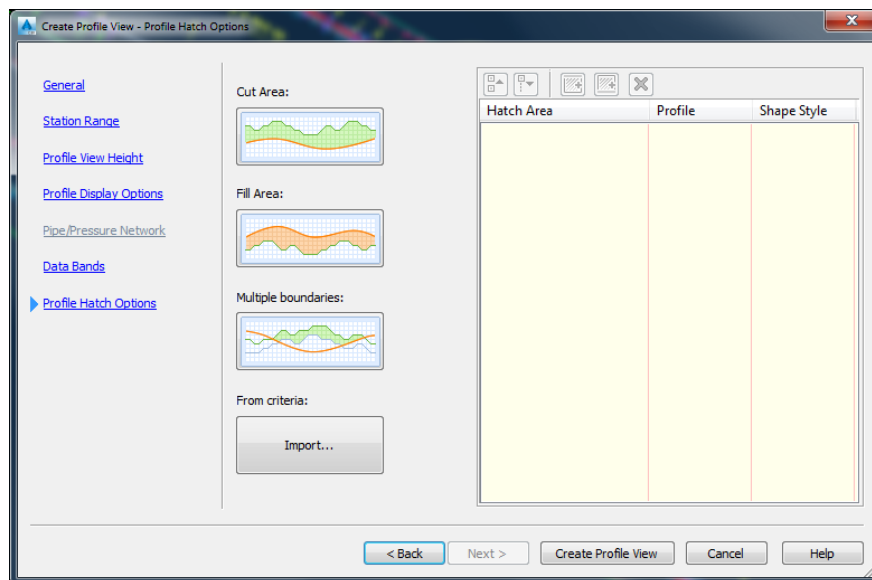 Create Profile View - Profile Hatch Options
General
Station Range
Profile View Height
Profile Display Options
Pipe/Pressure Network
Data Bands
Profile Hatch Options
Cut Area:
Fill Area:
Multiple boundaries:
From criteria:
Import...
Hatch Area Profile Shape Style
< Back Next > Create Profile View Cancel Help